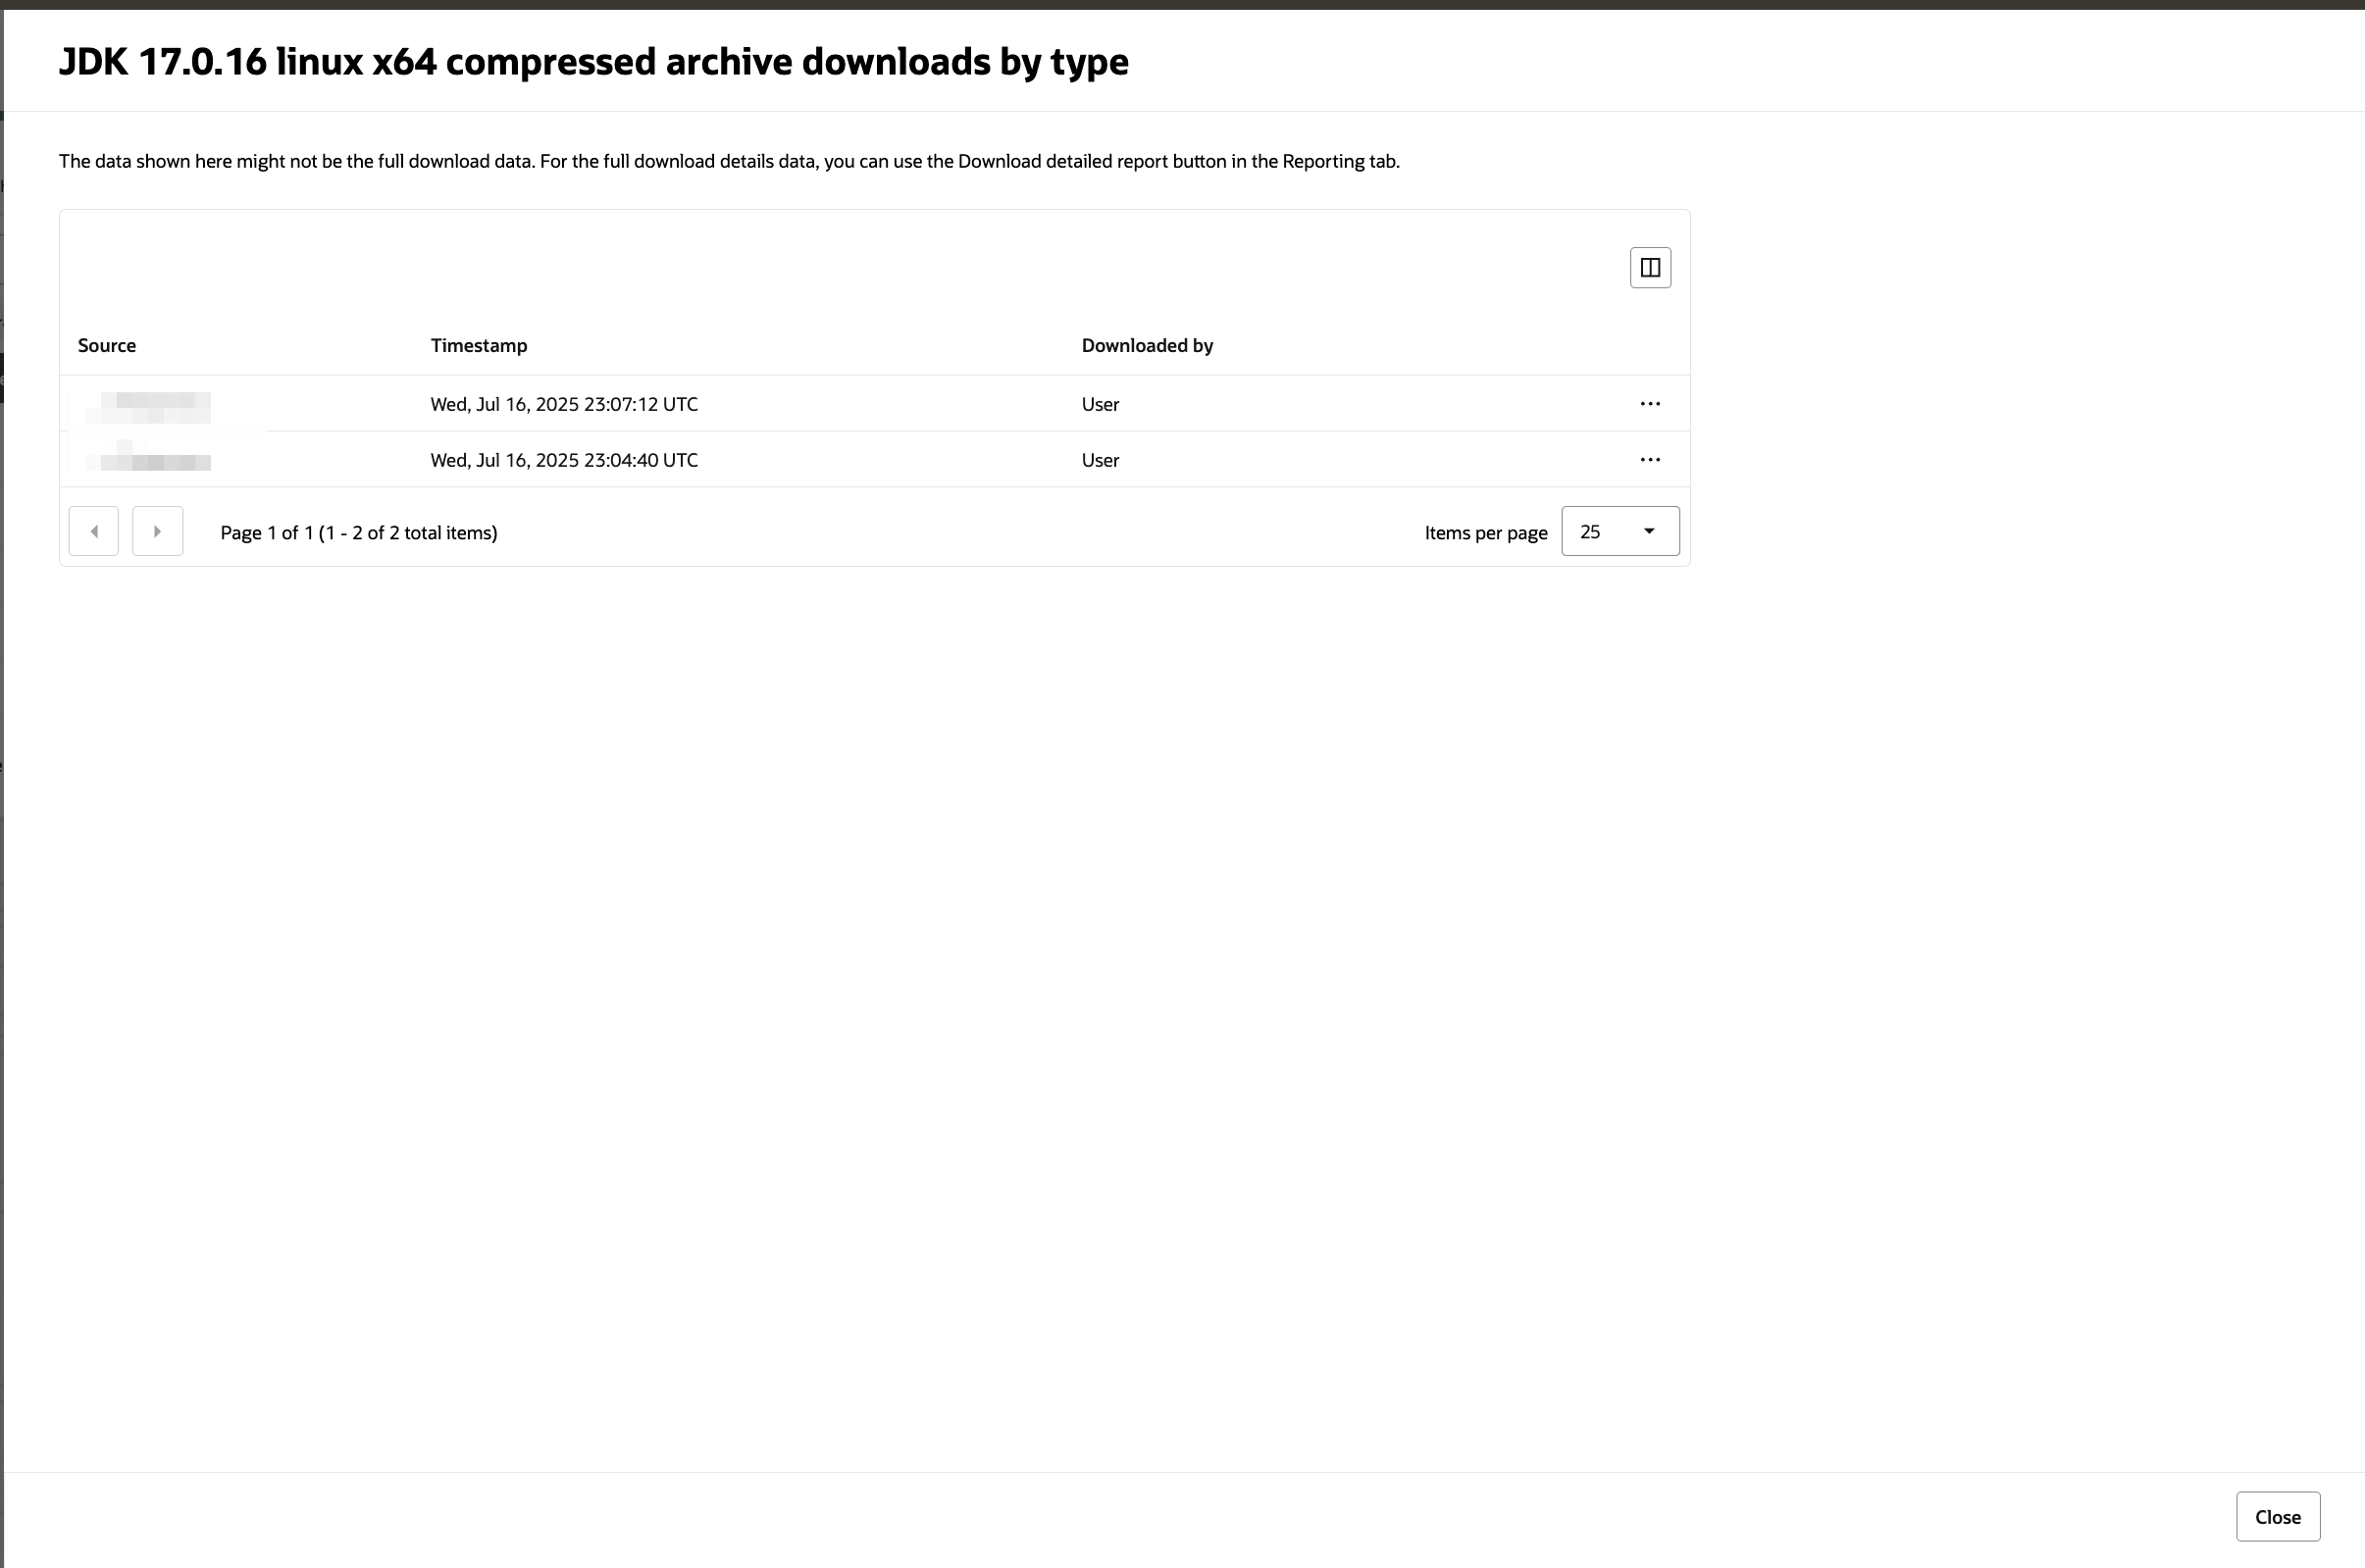 JDK 17.0.16 linux x64 compressed archive downloads by type
The data shown here might not be the full download data. For the full download details data, you can use the Download detailed report button in the Reporting tab.
Source Timestamp Downloaded by
Wed, Jul 16, 2025 23:07:12 UTC User
Wed, Jul 16, 2025 23:04:40 UTC User
Page 1 of 1 (1 - 2 of 2 total items) Items per page 25
Close